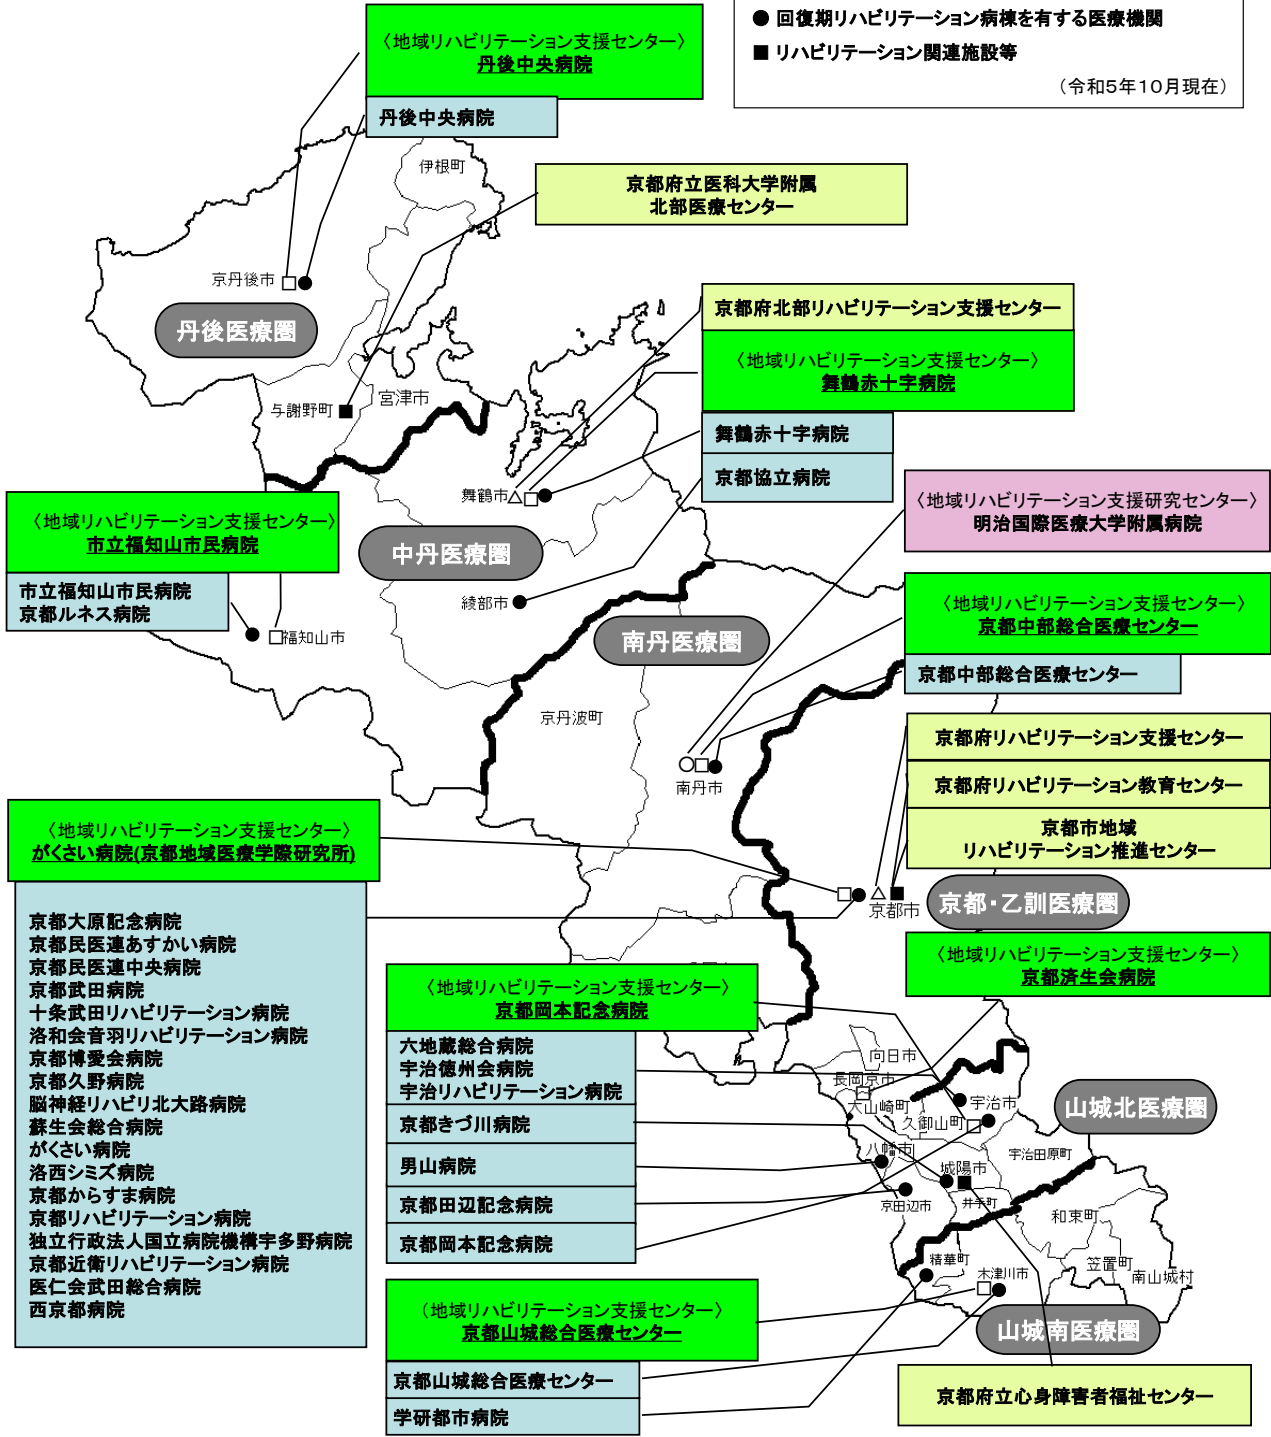 ● 回復期リハビリテーション病棟を有する医療機関
■ リハビリテーション関連施設等
（令和5年10月現在）
〈地域リハビリテーション支援センター〉
丹後中央病院
丹後中央病院
伊根町
京都府立医科大学附属
北部医療センター
京丹後市
丹後医療圏
京都府北部リハビリテーション支援センター
〈地域リハビリテーション支援センター〉
舞鶴赤十字病院
舞鶴赤十字病院
京都協立病院
与謝野町
宮津市
舞鶴市
〈地域リハビリテーション支援研究センター〉
明治国際医療大学附属病院
〈地域リハビリテーション支援センター〉
市立福知山市民病院
市立福知山市民病院
京都ルネス病院
中丹医療圏
綾部市
福知山市
南丹医療圏
〈地域リハビリテーション支援センター〉
京都中部総合医療センター
京都中部総合医療センター
京丹波町
南丹市
京都府リハビリテーション支援センター
京都府リハビリテーション教育センター
京都市地域
リハビリテーション推進センター
〈地域リハビリテーション支援センター〉
がくさい病院(京都地域医療学際研究所)
京都大原記念病院
京都民医連あすかい病院
京都民医連中央病院
京都武田病院
十条武田リハビリテーション病院
洛和会音羽リハビリテーション病院
京都博愛会病院
京都久野病院
脳神経リハビリ北大路病院
蘇生会総合病院
がくさい病院
洛西シミズ病院
京都からすま病院
京都リハビリテーション病院
独立行政法人国立病院機構宇多野病院
京都近衛リハビリテーション病院
医仁会武田総合病院
西京都病院
京都市
京都・乙訓医療圏
〈地域リハビリテーション支援センター〉
京都済生会病院
〈地域リハビリテーション支援センター〉
京都岡本記念病院
六地蔵総合病院
宇治徳州会病院
宇治リハビリテーション病院
京都きづ川病院
男山病院
京都田辺記念病院
京都岡本記念病院
向日市
長岡京市
大山崎町
宇治市
久御山町
山城北医療圏
八幡市
城陽市
宇治田原町
京田辺市
井手町
和束町
精華町
木津川市
笠置町
南山城村
山城南医療圏
（地域リハビリテーション支援センター〉
京都山城総合医療センター
京都山城総合医療センター
学研都市病院
京都府立心身障害者福祉センター